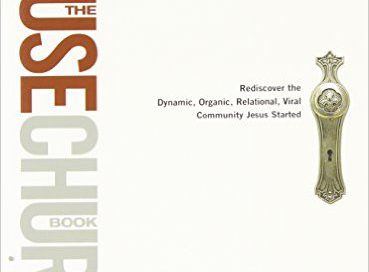 THE
USE
CHUR
BOOK
Rediscover the
Dynamic, Organic, Relational, Viral
Community Jesus Started